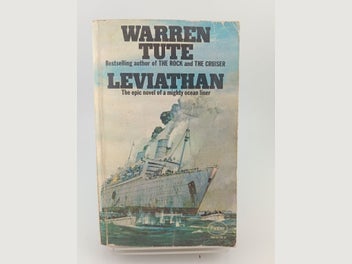 WARREN
TUTE
Bestselling author of THE ROCK and THE CRUISER
LEVIATHAN
The epic novel of a mighty ocean liner